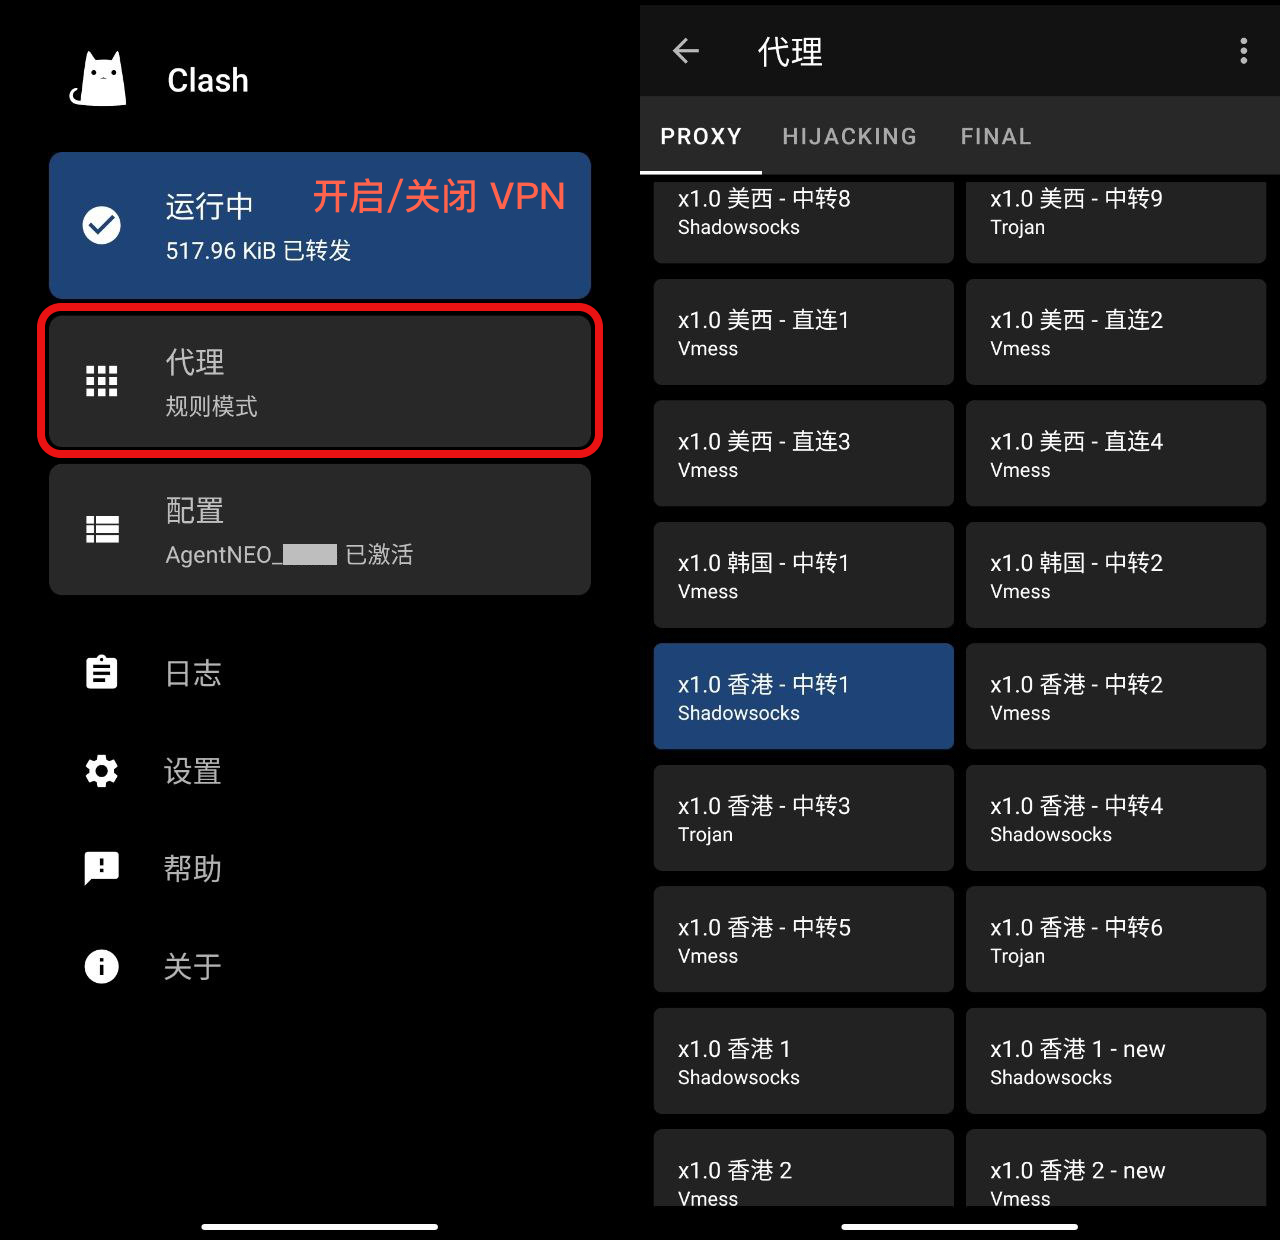 Clash
运行中
开启/关闭 VPN
517.96 KiB 已转发
代理
规则模式
配置
AgentNEO_ 已激活
日志
设置
帮助
关于
代理
PROXY HIJACKING FINAL
x1.0 美西 - 中转8
Shadowsocks
x1.0 美西 - 中转9
Trojan
x1.0 美西 - 直连1
Vmess
x1.0 美西 - 直连2
Vmess
x1.0 美西 - 直连3
Vmess
x1.0 美西 - 直连4
Vmess
x1.0 韩国 - 中转1
Vmess
x1.0 韩国 - 中转2
Vmess
x1.0 香港 - 中转1
Shadowsocks
x1.0 香港 - 中转2
Vmess
x1.0 香港 - 中转3
Trojan
x1.0 香港 - 中转4
Shadowsocks
x1.0 香港 - 中转5
Vmess
x1.0 香港 - 中转6
Trojan
x1.0 香港 1
Shadowsocks
x1.0 香港 1 - new
Shadowsocks
x1.0 香港 2
Vmess
x1.0 香港 2 - new
Vmess